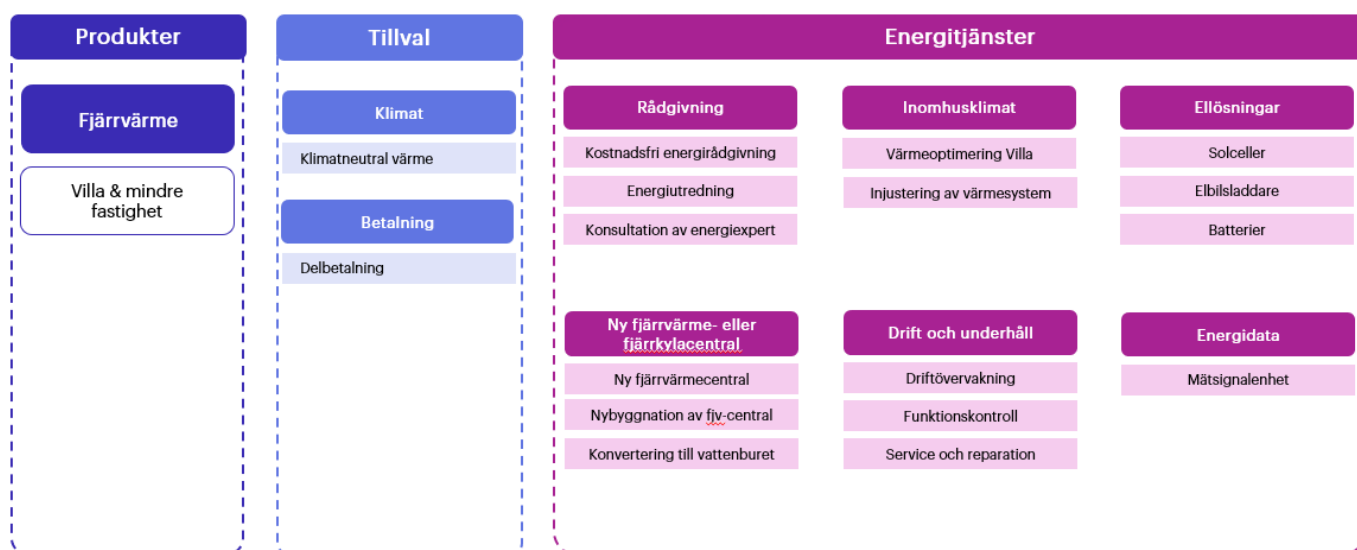 Produkter
Fjärrvärme
Villa & mindre
fastighet
Tillval
Klimat
Klimatneutral värme
Betalning
Delbetalning
Energitjänster
Rådgivning
Kostnadsfri energirådgivning
Energiutredning
Konsultation av energiexpert
Inomhusklimat
Värmeoptimering Villa
Injustering av värmesystem
Ellösningar
Solceller
Elbilsladdare
Batterier
Ny fjärrvärme- eller
fjärrkylacentral
Ny fjärrvärmecentral
Nybyggnation av fjv-central
Konvertering till vattenburet
Drift och underhåll
Driftövervakning
Funktionskontroll
Service och reparation
Energidata
Mätsignalenhet